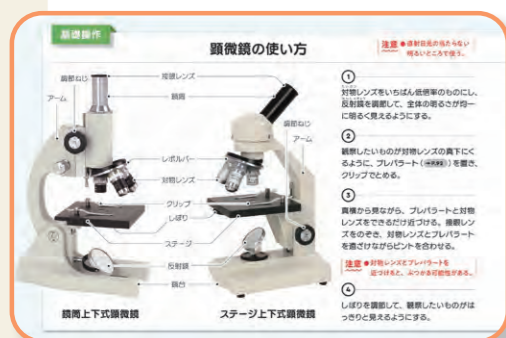 基礎操作
顕微鏡の使い方
注意 ●直射日光の当たらない
明るいところで使う。
調節ねじ
アーム
接眼レンズ
鏡筒
レボルバー
対物レンズ
クリップ
しぼり
ステージ
反射鏡
鏡台
調節ねじ
アーム
鏡筒上下式顕微鏡
ステージ上下式顕微鏡
①
対物レンズをいちばん低倍率のものにし、
反射鏡を調節して、全体の明るさが均一
に明るく見えるようにする。
②
観察したいものが対物レンズの真下にく
るように、プレパラート()を置き、
クリップでとめる。
③
真横から見ながら、プレパラートと対物
レンズをできるだけ近づける。接眼レン
ズをのぞき、対物レンズとプレパラート
を遠ざけながらピントを合わせる。
注意 ●対物レンズとプレパラートを
近づけると、ぶつかる可能性がある。
④
しぼりを調節して、観察したいものがは
っきりと見えるようにする。